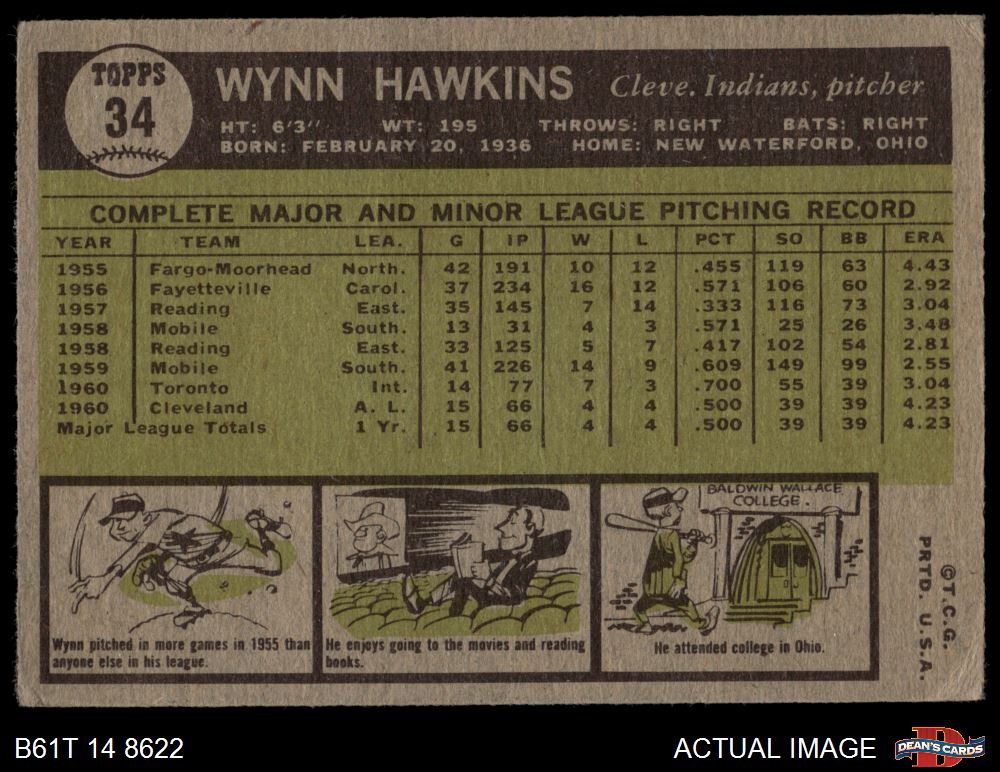 TOPPS
34
WYNN HAWKINS Cleve. Indians, pitcher
HT: 6'3" WT: 195 THROWS: RIGHT BATS: RIGHT
BORN: FEBRUARY 20, 1936 HOME: NEW WATERFORD, OHIO
COMPLETE MAJOR AND MINOR LEAGUE PITCHING RECORD
YEAR TEAM LEA. G IP W L PCT SO BB ERA
1955 Fargo-Moorhead North. 42 191 10 12 .455 119 63 4.43
1956 Fayetteville Carol. 37 234 16 12 .571 106 60 2.92
1957 Reading East. 35 145 7 14 .333 116 73 3.04
1958 Mobile South. 13 31 4 3 .571 25 26 3.48
1958 Reading East. 33 125 5 7 .417 102 54 2.81
1959 Mobile South. 41 226 14 9 .609 149 99 2.55
1960 Toronto Int. 14 77 7 3 .700 55 39 3.04
1960 Cleveland A. L. 15 66 4 4 .500 39 39 4.23
Major League Totals 1 Yr. 15 66 4 4 .500 39 39 4.23
BALDWIN WALLACE
COLLEGE.
Wynn pitched in more games in 1955 than
anyone else in his league.
He enjoys going to the movies and reading
books.
He attended college in Ohio.
©T.C.G.
PRTD. U.S.A.
B61T 14 8622
ACTUAL IMAGE
D
DEAN'S CARDS